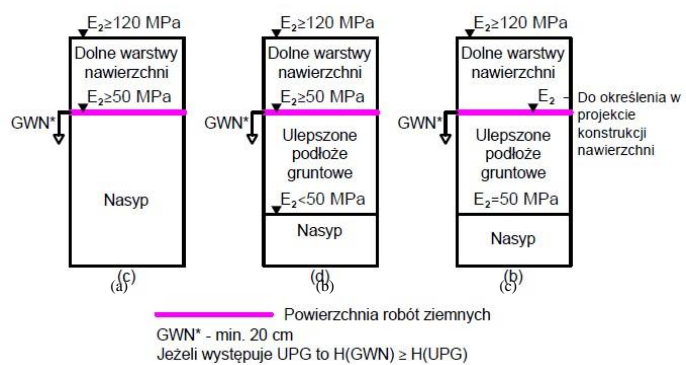 E₂≥120 MPa
Dolne warstwy
nawierzchni
E₂≥50 MPa
GWN*
Nasyp
(c)
(a)
E₂≥120 MPa
Dolne warstwy
nawierzchni
E₂≥50 MPa
GWN*
Ulepszone
podłoże
gruntowe
E₂<50 MPa
Nasyp
(d)
(b)
E₂≥120 MPa
Dolne warstwy
nawierzchni
E₂ - Do określenia w
projekcie
konstrukcji
nawierzchni
GWN*
Ulepszone
podłoże
gruntowe
E₂=50 MPa
Nasyp
(b)
(c)
Powierzchnia robót ziemnych
GWN* - min. 20 cm
Jeżeli występuje UPG to H(GWN) ≥ H(UPG)